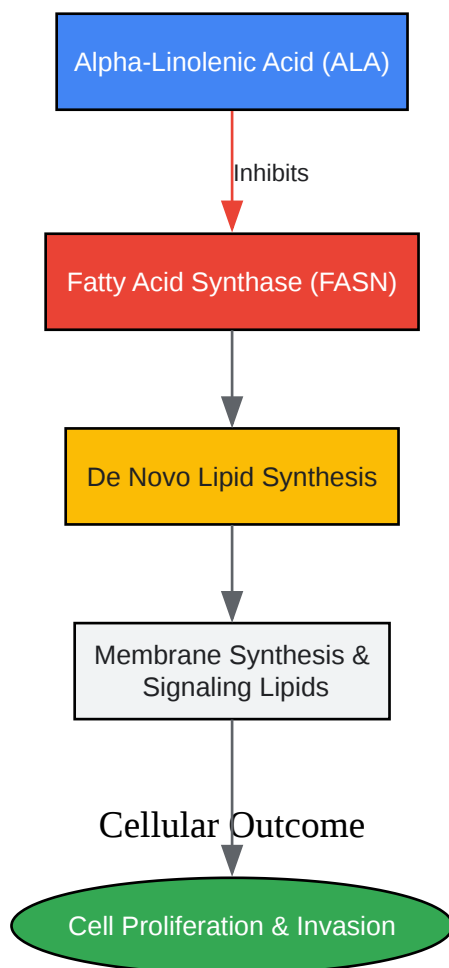 Alpha-Linolenic Acid (ALA)
Inhibits
Fatty Acid Synthase (FASN)
De Novo Lipid Synthesis
Membrane Synthesis &
Signaling Lipids
Cellular Outcome
Cell Proliferation & Invasion